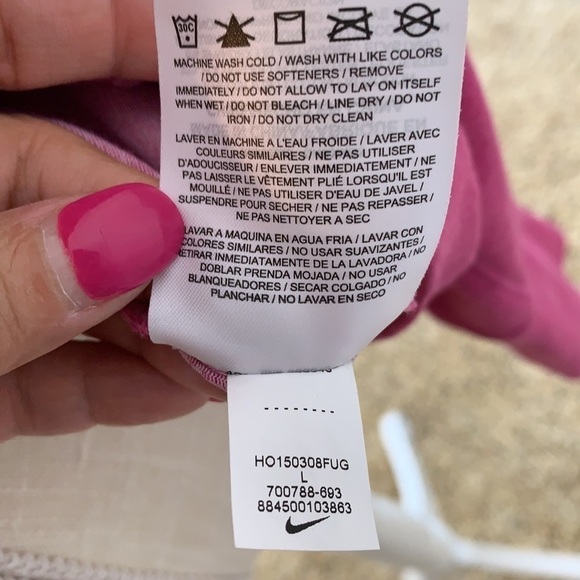 30C
MACHINE WASH COLD / WASH WITH LIKE COLORS
/ DO NOT USE SOFTENERS / REMOVE
IMMEDIATELY / DO NOT ALLOW TO LAY ON ITSELF
WHEN WET / DO NOT BLEACH / LINE DRY / DO NOT
IRON / DO NOT DRY CLEAN
LAVER EN MACHINE A L'EAU FROIDE / LAVER AVEC
COULEURS SIMILAIRES / NE PAS UTILISER
D'ADOUCISSEUR / ENLEVER IMMEDIATEMENT / NE
PAS LAISSER LE VÊTEMENT PLIÉ LORSQU'IL EST
MOUILLÉ / NE PAS UTILISER D'EAU DE JAVEL /
SUSPENDRE POUR SECHER / NE PAS REPASSER /
NE PAS NETTOYER A SEC
LAVAR A MAQUINA EN AGUA FRIA / LAVAR CON
COLORES SIMILARES / NO USAR SUAVIZANTES /
RETIRAR INMEDIATAMENTE DE LA LAVADORA / NO
DOBLAR PRENDA MOJADA / NO USAR
BLANQUEADORES / SECAR COLGADO / NO
PLANCHAR / NO LAVAR EN SECO
--------
HO150308FUG
L
700788-693
884500103863